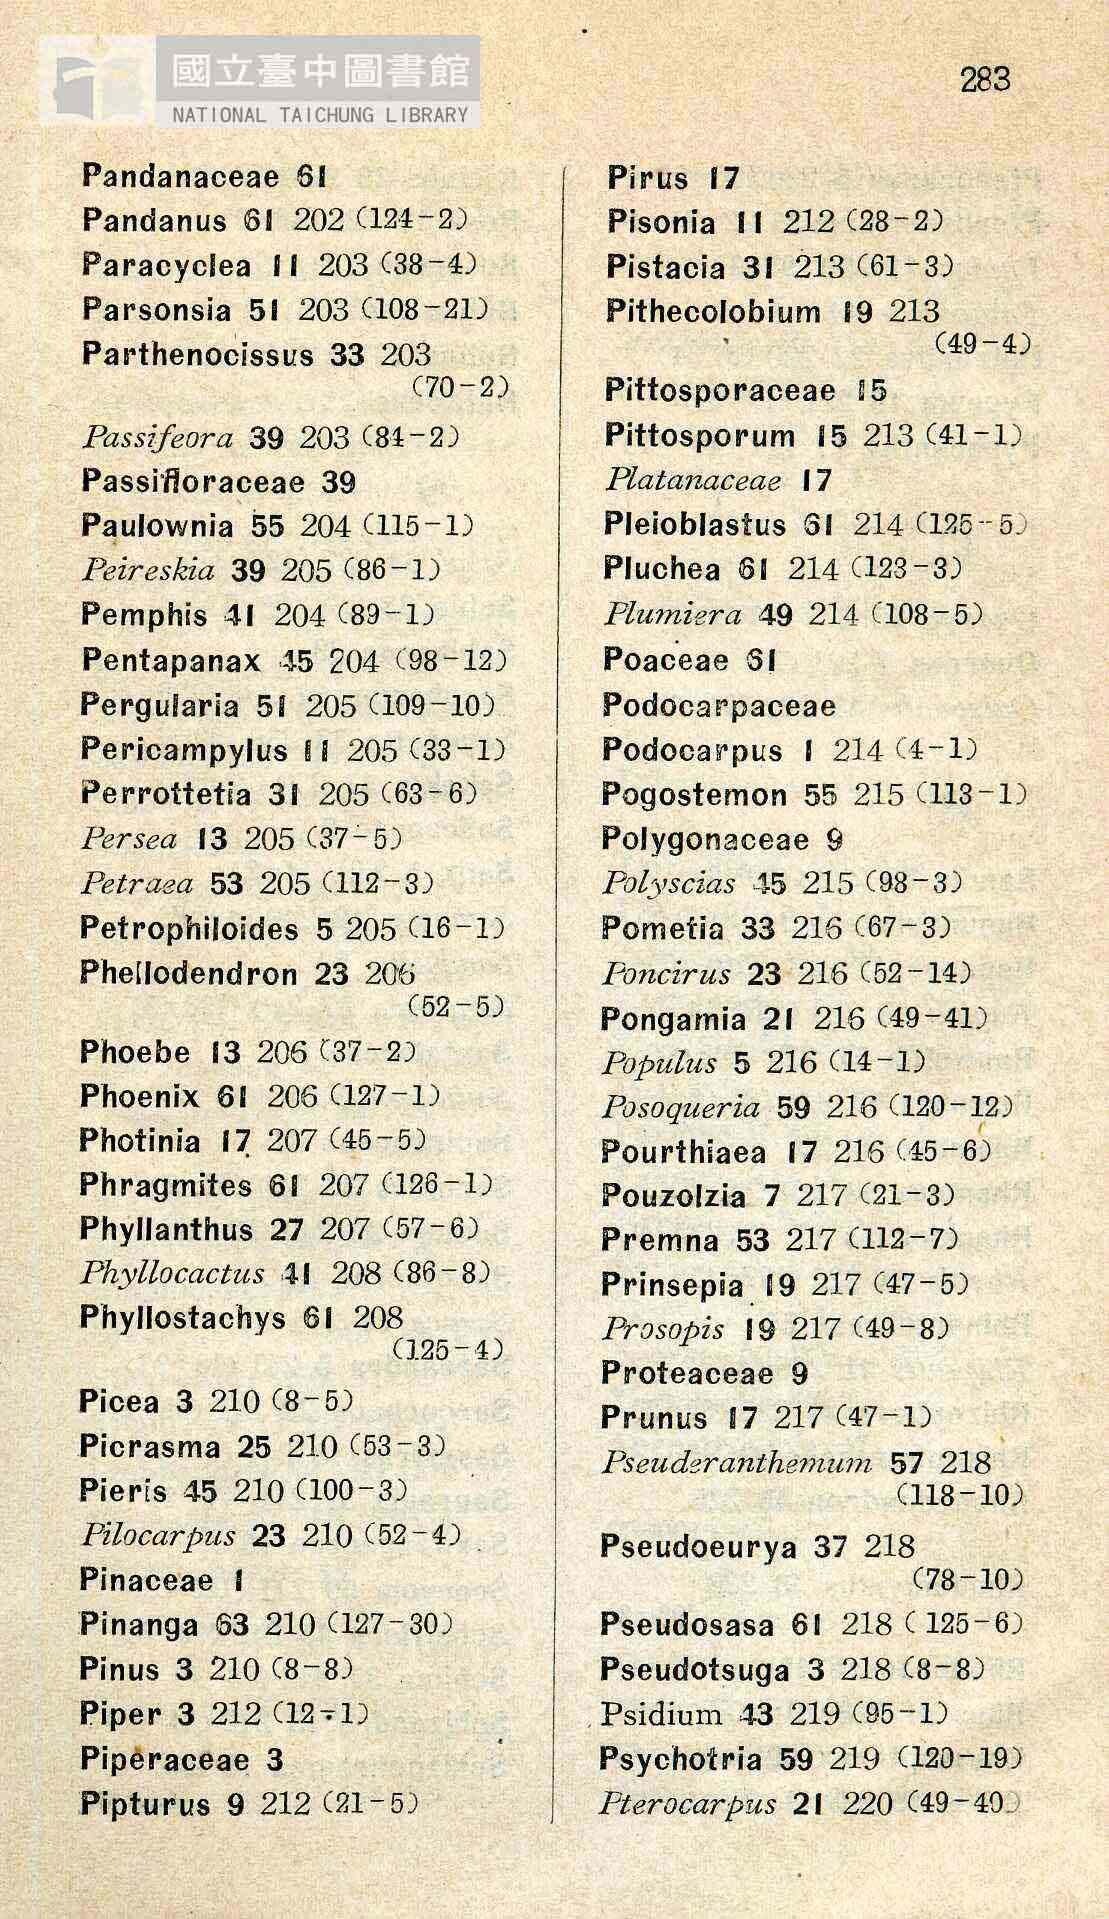 國立臺中圖書館
NATIONAL TAICHUNG LIBRARY
283
Pandanaceae 61
Pandanus 61 202 (124-2)
Paracyclea 11 203 (38-4)
Parsonsia 51 203 (108-21)
Parthenocissus 33 203
(70-2)
Passifeora 39 203 (84-2)
Passifloraceae 39
Paulownia 55 204 (115-1)
Peireskia 39 205 (86-1)
Pemphis 41 204 (89-1)
Pentapanax 45 204 (98-12)
Pergularia 51 205 (109-10)
Pericampylus 11 205 (33-1)
Perrottetia 31 205 (63-6)
Persea 13 205 (37-5)
Petraea 53 205 (112-3)
Petrophiloides 5 205 (16-1)
Phellodendron 23 206
(52-5)
Phoebe 13 206 (37-2)
Phoenix 61 206 (127-1)
Photinia 17 207 (45-5)
Phragmites 61 207 (126-1)
Phyllanthus 27 207 (57-6)
Phyllocactus 41 208 (86-8)
Phyllostachys 61 208
(125-4)
Picea 3 210 (8-5)
Picrasma 25 210 (53-3)
Pieris 45 210 (100-3)
Pilocarpus 23 210 (52-4)
Pinaceae 1
Pinanga 63 210 (127-30)
Pinus 3 210 (8-8)
Piper 3 212 (12-1)
Piperaceae 3
Pipturus 9 212 (21-5)
Pirus 17
Pisonia 11 212 (28-2)
Pistacia 31 213 (61-3)
Pithecolobium 19 213
(49-4)
Pittosporaceae 15
Pittosporum 15 213 (41-1)
Platanaceae 17
Pleioblastus 61 214 (125-5)
Pluchea 61 214 (123-3)
Plumiera 49 214 (108-5)
Poaceae 61
Podocarpaceae
Podocarpus 1 214 (4-1)
Pogostemon 55 215 (113-1)
Polygonaceae 9
Polyscias 45 215 (98-3)
Pometia 33 216 (67-3)
Poncirus 23 216 (52-14)
Pongamia 21 216 (49-41)
Populus 5 216 (14-1)
Posoqueria 59 216 (120-12)
Pourthiaea 17 216 (45-6)
Pouzolzia 7 217 (21-3)
Premna 53 217 (112-7)
Prinsepia 19 217 (47-5)
Prosopis 19 217 (49-8)
Proteaceae 9
Prunus 17 217 (47-1)
Pseuderanthemum 57 218
(118-10)
Pseudoeurya 37 218
(78-10)
Pseudosasa 61 218 (125-6)
Pseudotsuga 3 218 (8-8)
Psidium 43 219 (95-1)
Psychotria 59 219 (120-19)
Pterocarpus 21 220 (49-40)